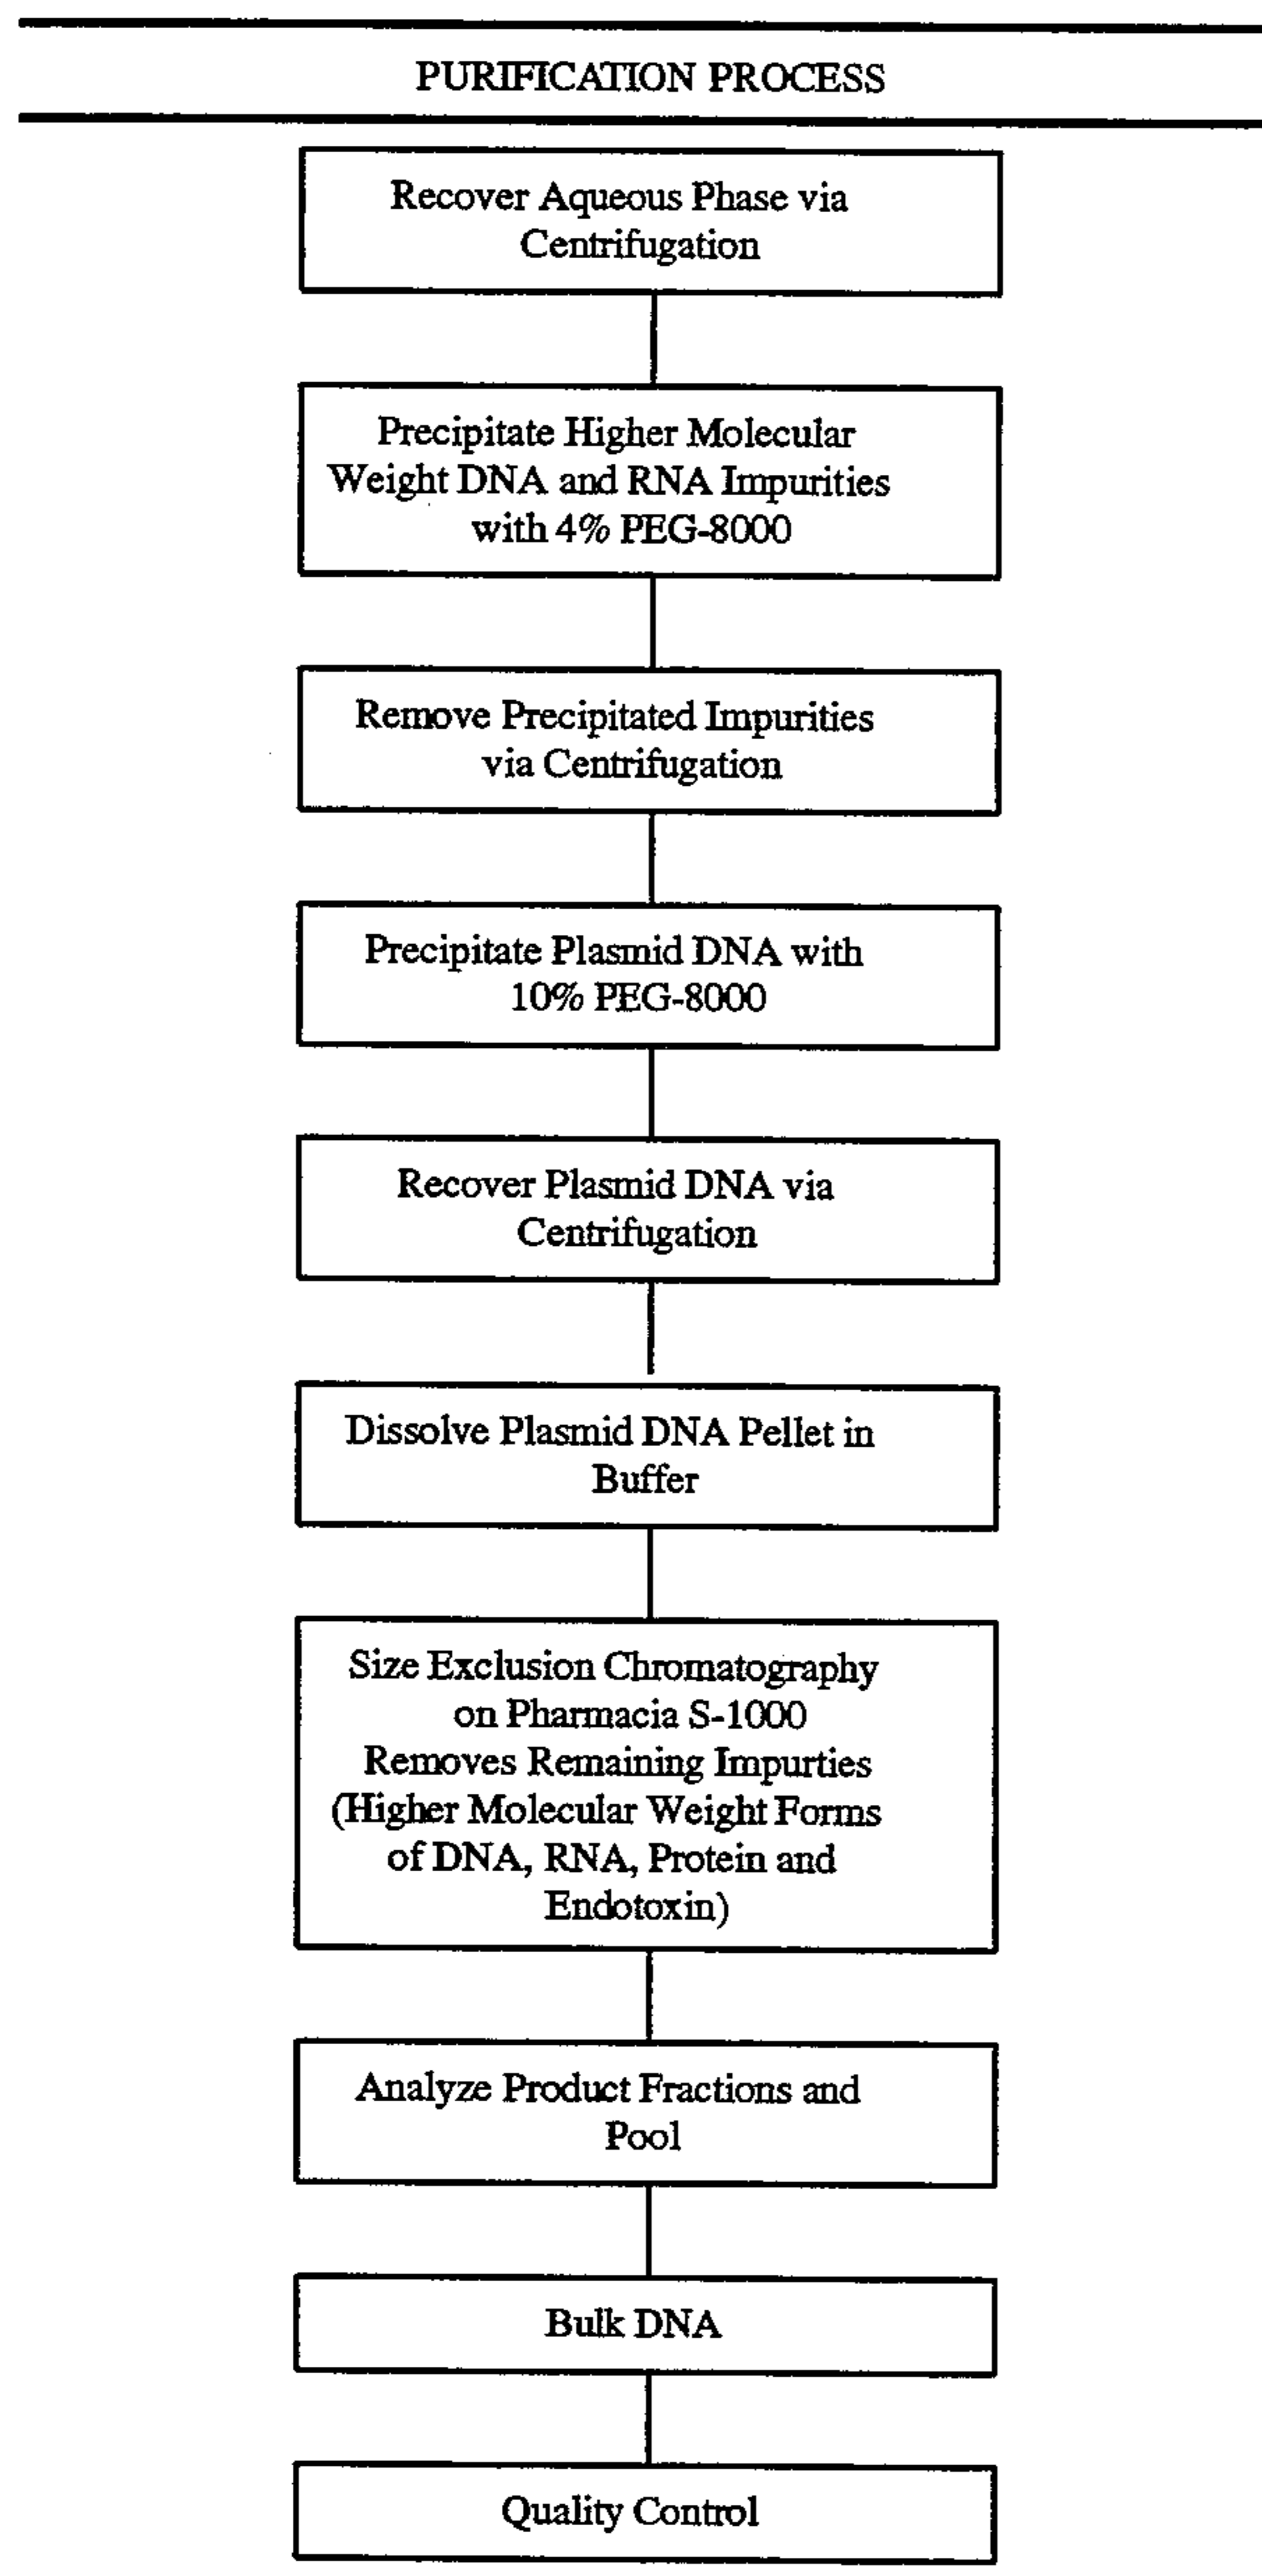 PURIFICATION PROCESS
Recover Aqueous Phase via
Centrifugation
Precipitate Higher Molecular
Weight DNA and RNA Impurities
with 4% PEG-8000
Remove Precipitated Impurities
via Centrifugation
Precipitate Plasmid DNA with
10% PEG-8000
Recover Plasmid DNA via
Centrifugation
Dissolve Plasmid DNA Pellet in
Buffer
Size Exclusion Chromatography
on Pharmacia S-1000
Removes Remaining Impurties
(Higher Molecular Weight Forms
of DNA, RNA, Protein and
Endotoxin)
Analyze Product Fractions and
Pool
Bulk DNA
Quality Control